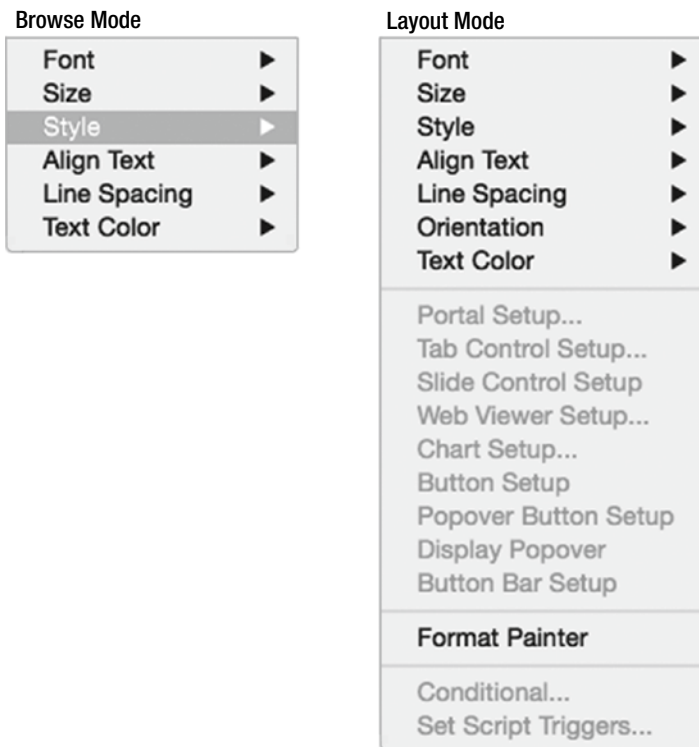 Browse Mode
Font
Size
Style
Align Text
Line Spacing
Text Color
Layout Mode
Font
Size
Style
Align Text
Line Spacing
Orientation
Text Color
Portal Setup...
Tab Control Setup...
Slide Control Setup
Web Viewer Setup...
Chart Setup...
Button Setup
Popover Button Setup
Display Popover
Button Bar Setup
Format Painter
Conditional...
Set Script Triggers...